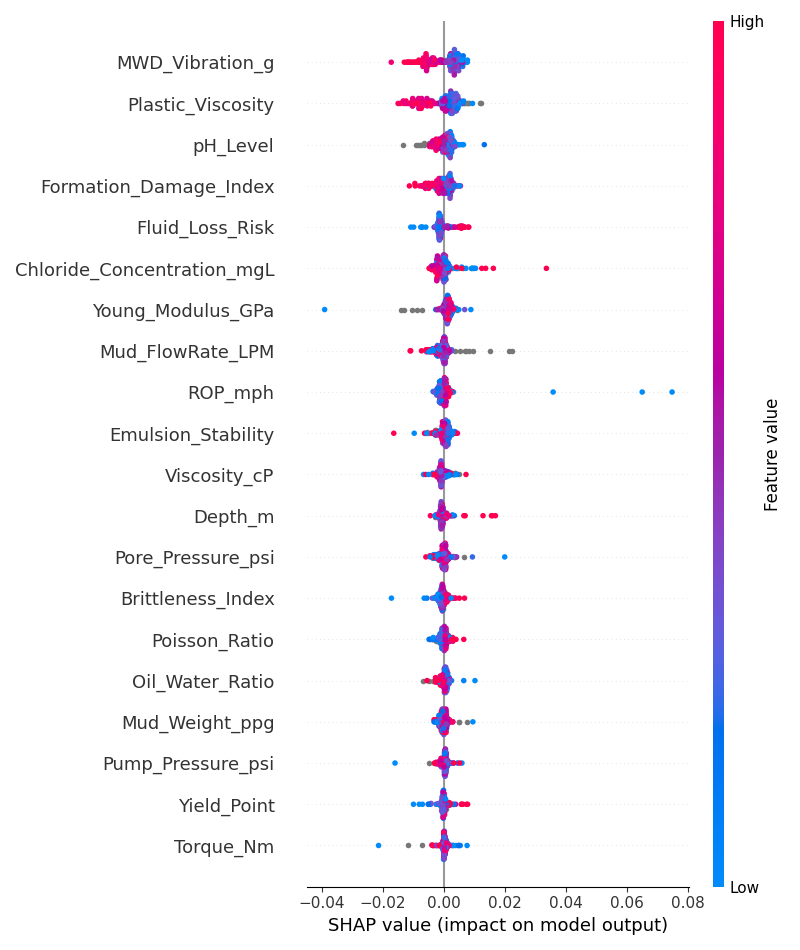 High
MWD_Vibration_g
Plastic_Viscosity
pH_Level
Formation_Damage_Index
Fluid_Loss_Risk
Chloride_Concentration_mgL
Young_Modulus_GPa
Mud_FlowRate_LPM
ROP_mph
Emulsion_Stability
Viscosity_cP
Depth_m
Pore_Pressure_psi
Brittleness_Index
Poisson_Ratio
Oil_Water_Ratio
Mud_Weight_ppg
Pump_Pressure_psi
Yield_Point
Torque_Nm
Feature value
Low
−0.04 −0.02 0.00 0.02 0.04 0.06 0.08
SHAP value (impact on model output)